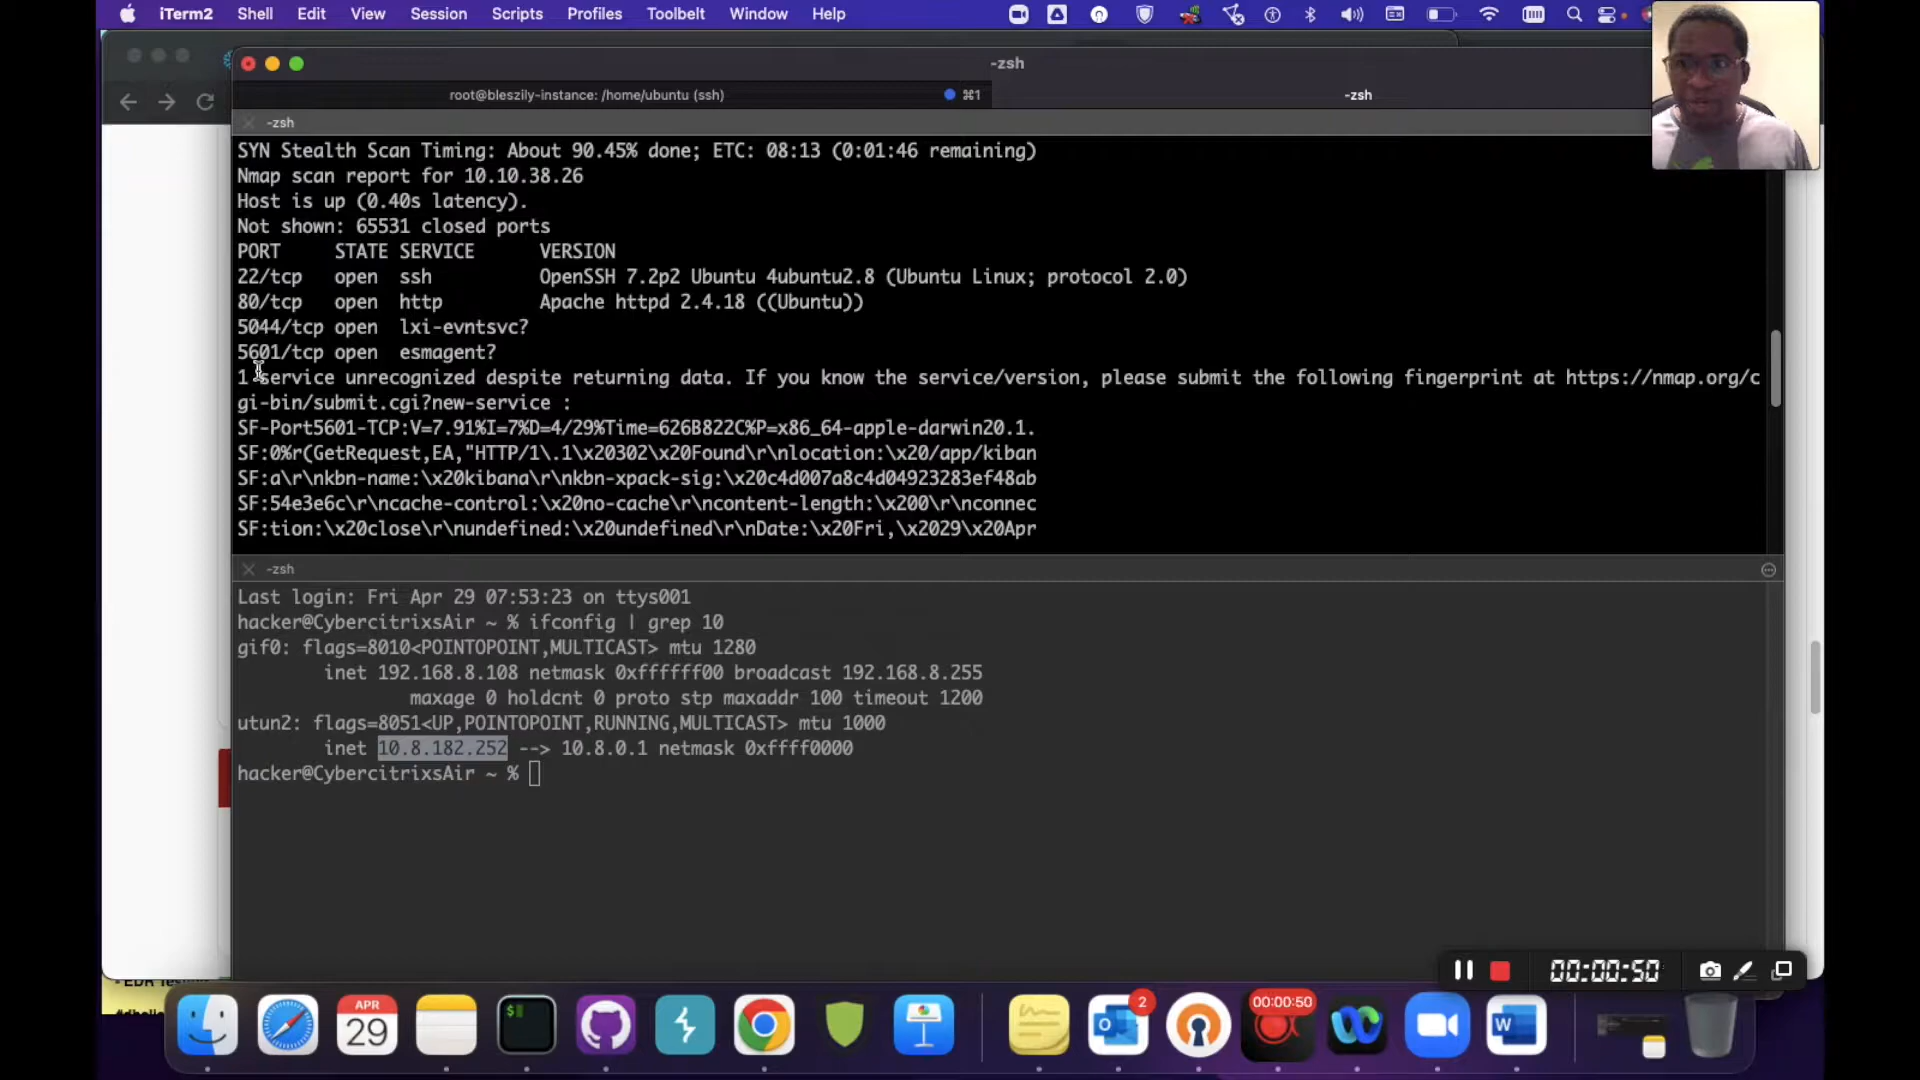 iTerm2 Shell Edit View Session Scripts Profiles Toolbelt Window Help
-zsh
root@bleszily-instance: /home/ubuntu (ssh) ⌘1 -zsh
-zsh
SYN Stealth Scan Timing: About 90.45% done; ETC: 08:13 (0:01:46 remaining)
Nmap scan report for 10.10.38.26
Host is up (0.40s latency).
Not shown: 65531 closed ports
PORT STATE SERVICE VERSION
22/tcp open ssh OpenSSH 7.2p2 Ubuntu 4ubuntu2.8 (Ubuntu Linux; protocol 2.0)
80/tcp open http Apache httpd 2.4.18 ((Ubuntu))
5044/tcp open lxi-evntsvc?
5601/tcp open esmagent?
1 service unrecognized despite returning data. If you know the service/version, please submit the following fingerprint at https://nmap.org/c
gi-bin/submit.cgi?new-service :
SF-Port5601-TCP:V=7.91%I=7%D=4/29%Time=626B822C%P=x86_64-apple-darwin20.1.
SF:0%r(GetRequest,EA,"HTTP/1\.1\x20302\x20Found\r\nlocation:\x20/app/kiban
SF:a\r\nkbn-name:\x20kibana\r\nkbn-xpack-sig:\x20c4d007a8c4d04923283ef48ab
SF:54e3e6c\r\ncache-control:\x20no-cache\r\ncontent-length:\x200\r\nconnec
SF:tion:\x20close\r\nundefined:\x20undefined\r\nDate:\x20Fri,\x2029\x20Apr
-zsh
Last login: Fri Apr 29 07:53:23 on ttys001
hacker@CybercitrixsAir ~ % ifconfig | grep 10
gif0: flags=8010<POINTOPOINT,MULTICAST> mtu 1280
inet 192.168.8.108 netmask 0xffffff00 broadcast 192.168.8.255
maxage 0 holdcnt 0 proto stp maxaddr 100 timeout 1200
utun2: flags=8051<UP,POINTOPOINT,RUNNING,MULTICAST> mtu 1000
inet 10.8.182.252 --> 10.8.0.1 netmask 0xffff0000
hacker@CybercitrixsAir ~ %
00:00:50
- EDR
APR
29
$
2
00:00:50
O
W